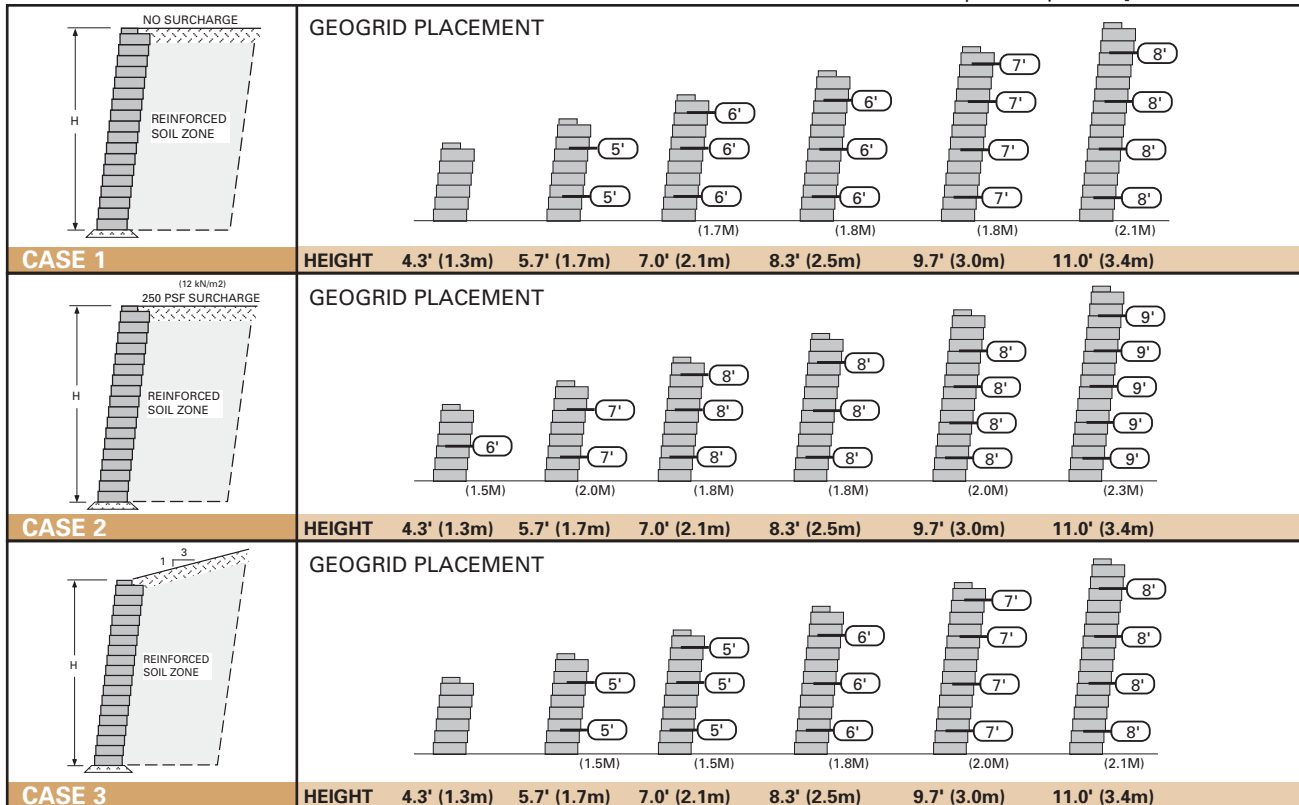 NO SURCHARGE
H
REINFORCED
SOIL ZONE
CASE 1
GEOGRID PLACEMENT
5'
5'
6'
6'
6'
6'
6'
6'
7'
7'
7'
7'
8'
8'
8'
8'
(1.7M) (1.8M) (1.8M) (2.1M)
HEIGHT 4.3' (1.3m) 5.7' (1.7m) 7.0' (2.1m) 8.3' (2.5m) 9.7' (3.0m) 11.0' (3.4m)
(12 kN/m2)
250 PSF SURCHARGE
H
REINFORCED
SOIL ZONE
CASE 2
GEOGRID PLACEMENT
6'
7'
7'
8'
8'
8'
8'
8'
8'
8'
8'
8'
8'
9'
9'
9'
9'
9'
(1.5M) (2.0M) (1.8M) (1.8M) (2.0M) (2.3M)
HEIGHT 4.3' (1.3m) 5.7' (1.7m) 7.0' (2.1m) 8.3' (2.5m) 9.7' (3.0m) 11.0' (3.4m)
3
1
H
REINFORCED
SOIL ZONE
CASE 3
GEOGRID PLACEMENT
5'
5'
5'
5'
5'
6'
6'
6'
7'
7'
7'
7'
8'
8'
8'
8'
(1.5M) (1.5M) (1.8M) (2.0M) (2.1M)
HEIGHT 4.3' (1.3m) 5.7' (1.7m) 7.0' (2.1m) 8.3' (2.5m) 9.7' (3.0m) 11.0' (3.4m)